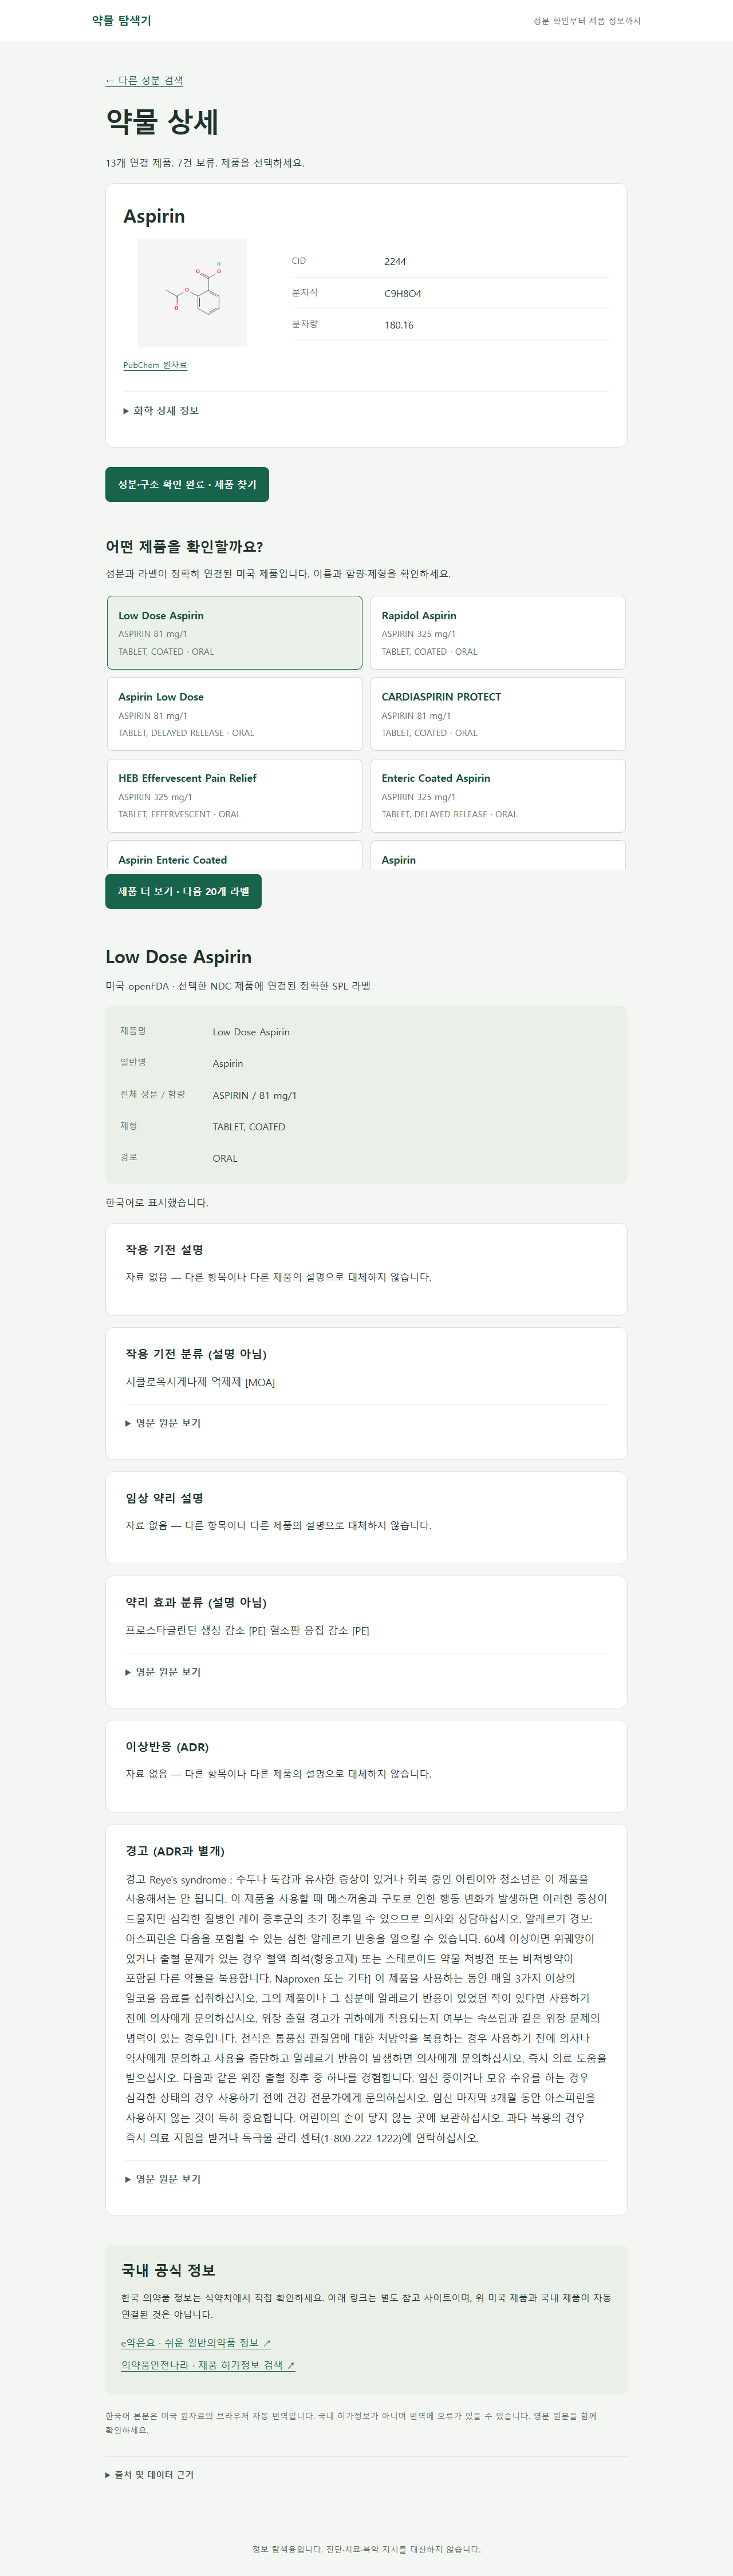 약물 탐색기
성분 확인부터 제품 정보까지
← 다른 성분 검색
약물 상세
13개 연결 제품. 7건 보류. 제품을 선택하세요.
Aspirin
CID 2244
분자식 C9H8O4
분자량 180.16
H
O
O
O
O
PubChem 원자료
▶ 화학 상세 정보
성분·구조 확인 완료 · 제품 찾기
어떤 제품을 확인할까요?
성분과 라벨이 정확히 연결된 미국 제품입니다. 이름과 함량·제형을 확인하세요.
Low Dose Aspirin
ASPIRIN 81 mg/1
TABLET, COATED · ORAL
Rapidol Aspirin
ASPIRIN 325 mg/1
TABLET, COATED · ORAL
Aspirin Low Dose
ASPIRIN 81 mg/1
TABLET, DELAYED RELEASE · ORAL
CARDIASPIRIN PROTECT
ASPIRIN 81 mg/1
TABLET, COATED · ORAL
HEB Effervescent Pain Relief
ASPIRIN 325 mg/1
TABLET, EFFERVESCENT · ORAL
Enteric Coated Aspirin
ASPIRIN 325 mg/1
TABLET, DELAYED RELEASE · ORAL
Aspirin Enteric Coated
Aspirin
제품 더 보기 · 다음 20개 라벨
Low Dose Aspirin
미국 openFDA · 선택한 NDC 제품에 연결된 정확한 SPL 라벨
제품명 Low Dose Aspirin
일반명 Aspirin
전체 성분 / 함량 ASPIRIN / 81 mg/1
제형 TABLET, COATED
경로 ORAL
한국어로 표시했습니다.
작용 기전 설명
자료 없음 — 다른 항목이나 다른 제품의 설명으로 대체하지 않습니다.
작용 기전 분류 (설명 아님)
시클로옥시게나제 억제제 [MOA]
▶ 영문 원문 보기
임상 약리 설명
자료 없음 — 다른 항목이나 다른 제품의 설명으로 대체하지 않습니다.
약리 효과 분류 (설명 아님)
프로스타글란딘 생성 감소 [PE] 혈소판 응집 감소 [PE]
▶ 영문 원문 보기
이상반응 (ADR)
자료 없음 — 다른 항목이나 다른 제품의 설명으로 대체하지 않습니다.
경고 (ADR과 별개)
경고 Reye's syndrome : 수두나 독감과 유사한 증상이 있거나 회복 중인 어린이와 청소년은 이 제품을
사용해서는 안 됩니다. 이 제품을 사용할 때 메스꺼움과 구토로 인한 행동 변화가 발생하면 이러한 증상이
드물지만 심각한 질병인 레이 증후군의 초기 징후일 수 있으므로 의사와 상담하십시오. 알레르기 경보:
아스피린은 다음을 포함할 수 있는 심한 알레르기 반응을 일으킬 수 있습니다. 60세 이상이면 위궤양이
있거나 출혈 문제가 있는 경우 혈액 희석(항응고제) 또는 스테로이드 약물 처방전 또는 비처방약이
포함된 다른 약물을 복용합니다. Naproxen 또는 기타] 이 제품을 사용하는 동안 매일 3가지 이상의
알코올 음료를 섭취하십시오. 그의 제품이나 그 성분에 알레르기 반응이 있었던 적이 있다면 사용하기
전에 의사에게 문의하십시오. 위장 출혈 경고가 귀하에게 적용되는지 여부는 속쓰림과 같은 위장 문제의
병력이 있는 경우입니다. 천식은 통풍성 관절염에 대한 처방약을 복용하는 경우 사용하기 전에 의사나
약사에게 문의하고 사용을 중단하고 알레르기 반응이 발생하면 의사에게 문의하십시오. 즉시 의료 도움을
받으십시오. 다음과 같은 위장 출혈 징후 중 하나를 경험합니다. 임신 중이거나 모유 수유를 하는 경우
심각한 상태의 경우 사용하기 전에 건강 전문가에게 문의하십시오. 임신 마지막 3개월 동안 아스피린을
사용하지 않는 것이 특히 중요합니다. 어린이의 손이 닿지 않는 곳에 보관하십시오. 과다 복용의 경우
즉시 의료 지원을 받거나 독극물 관리 센터(1-800-222-1222)에 연락하십시오.
▶ 영문 원문 보기
국내 공식 정보
한국 의약품 정보는 식약처에서 직접 확인하세요. 아래 링크는 별도 참고 사이트이며, 위 미국 제품과 국내 제품이 자동
연결된 것은 아닙니다.
e약은요 · 쉬운 일반의약품 정보 ↗
의약품안전나라 · 제품 허가정보 검색 ↗
한국어 본문은 미국 원자료의 브라우저 자동 번역입니다. 국내 허가정보가 아니며 번역에 오류가 있을 수 있습니다. 영문 원문을 함께
확인하세요.
▶ 출처 및 데이터 근거
정보 탐색용입니다. 진단·치료·복약 지시를 대신하지 않습니다.